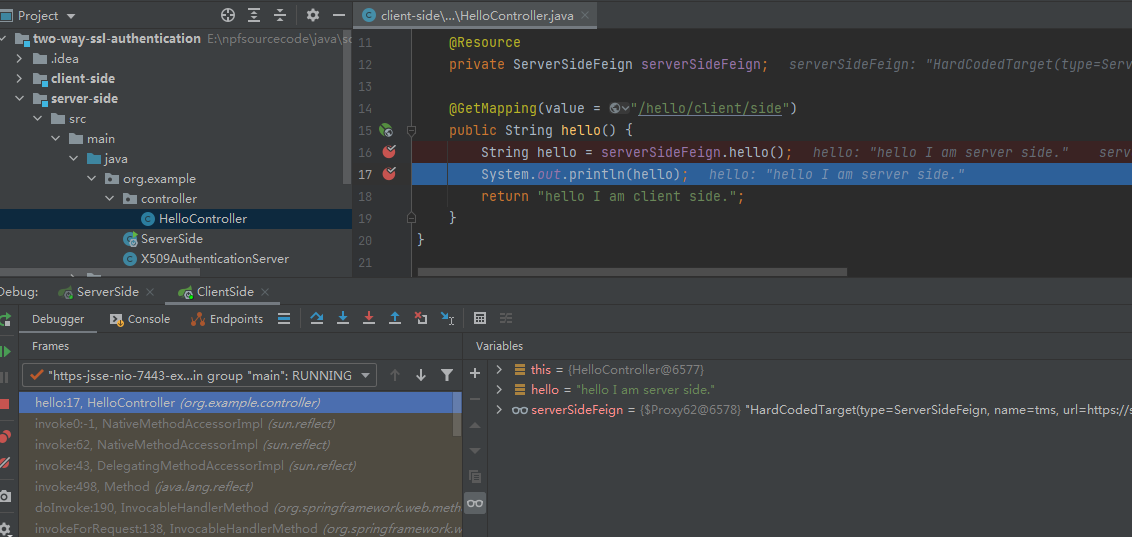 Project
client-side\...\HelloController.java
two-way-ssl-authentication E:\npfsourcecode\java\sc
.idea
client-side
server-side
src
main
java
org.example
controller
HelloController
ServerSide
X509AuthenticationServer
11 @Resource
12 private ServerSideFeign serverSideFeign; serverSideFeign: "HardCodedTarget(type=Serv
13
14 @GetMapping(value = "/hello/client/side")
15 public String hello() {
16 String hello = serverSideFeign.hello(); hello: "hello I am server side." serv
17 System.out.println(hello); hello: "hello I am server side."
18 return "hello I am client side.";
19 }
20 }
21
Debug: ServerSide ClientSide
Debugger Console Endpoints
Frames
"https-jsse-nio-7443-ex...in group "main": RUNNING
hello:17, HelloController (org.example.controller)
invoke0:-1, NativeMethodAccessorImpl (sun.reflect)
invoke:62, NativeMethodAccessorImpl (sun.reflect)
invoke:43, DelegatingMethodAccessorImpl (sun.reflect)
invoke:498, Method (java.lang.reflect)
doInvoke:190, InvocableHandlerMethod (org.springframework.web.meth
invokeForRequest:138, InvocableHandlerMethod (org.springframework.w
Variables
this = {HelloController@6577}
hello = "hello I am server side."
serverSideFeign = {$Proxy62@6578} "HardCodedTarget(type=ServerSideFeign, name=tms, url=https://s